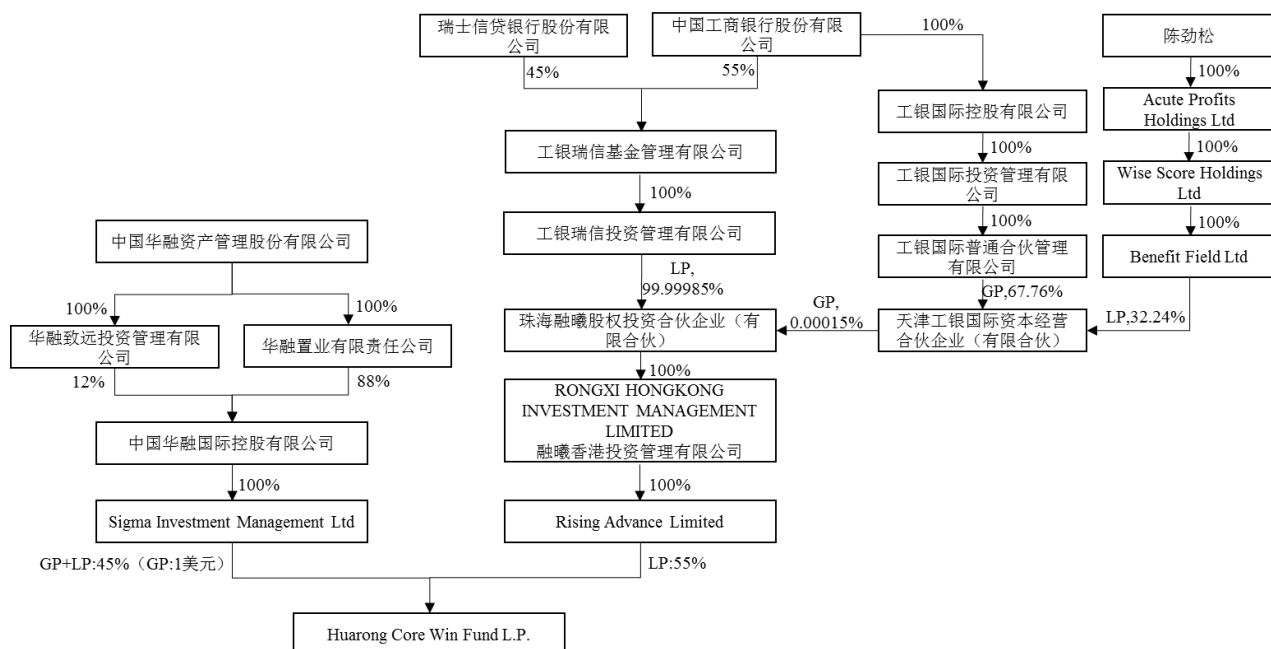 瑞士信贷银行股份有限
公司
中国工商银行股份有限
公司
100%
陈劲松
45%
55%
100%
工银国际控股有限公司
Acute Profits
Holdings Ltd
工银瑞信基金管理有限公司
100%
100%
100%
工银国际投资管理有限
公司
Wise Score Holdings
Ltd
中国华融资产管理股份有限公司
工银瑞信投资管理有限公司
100%
100%
工银国际普通合伙管理
有限公司
Benefit Field Ltd
LP,
99.99985%
GP,67.76%
100%
100%
GP,
0.00015%
LP,32.24%
华融致远投资管理有限
公司
华融置业有限责任公司
珠海融曦股权投资合伙企业（有
限合伙）
天津工银国际资本经营
合伙企业（有限合伙）
12%
88%
100%
RONGXI HONGKONG
INVESTMENT MANAGEMENT
LIMITED
融曦香港投资管理有限公司
中国华融国际控股有限公司
100%
100%
Sigma Investment Management Ltd
Rising Advance Limited
GP+LP:45%（GP:1美元）
LP:55%
Huarong Core Win Fund L.P.